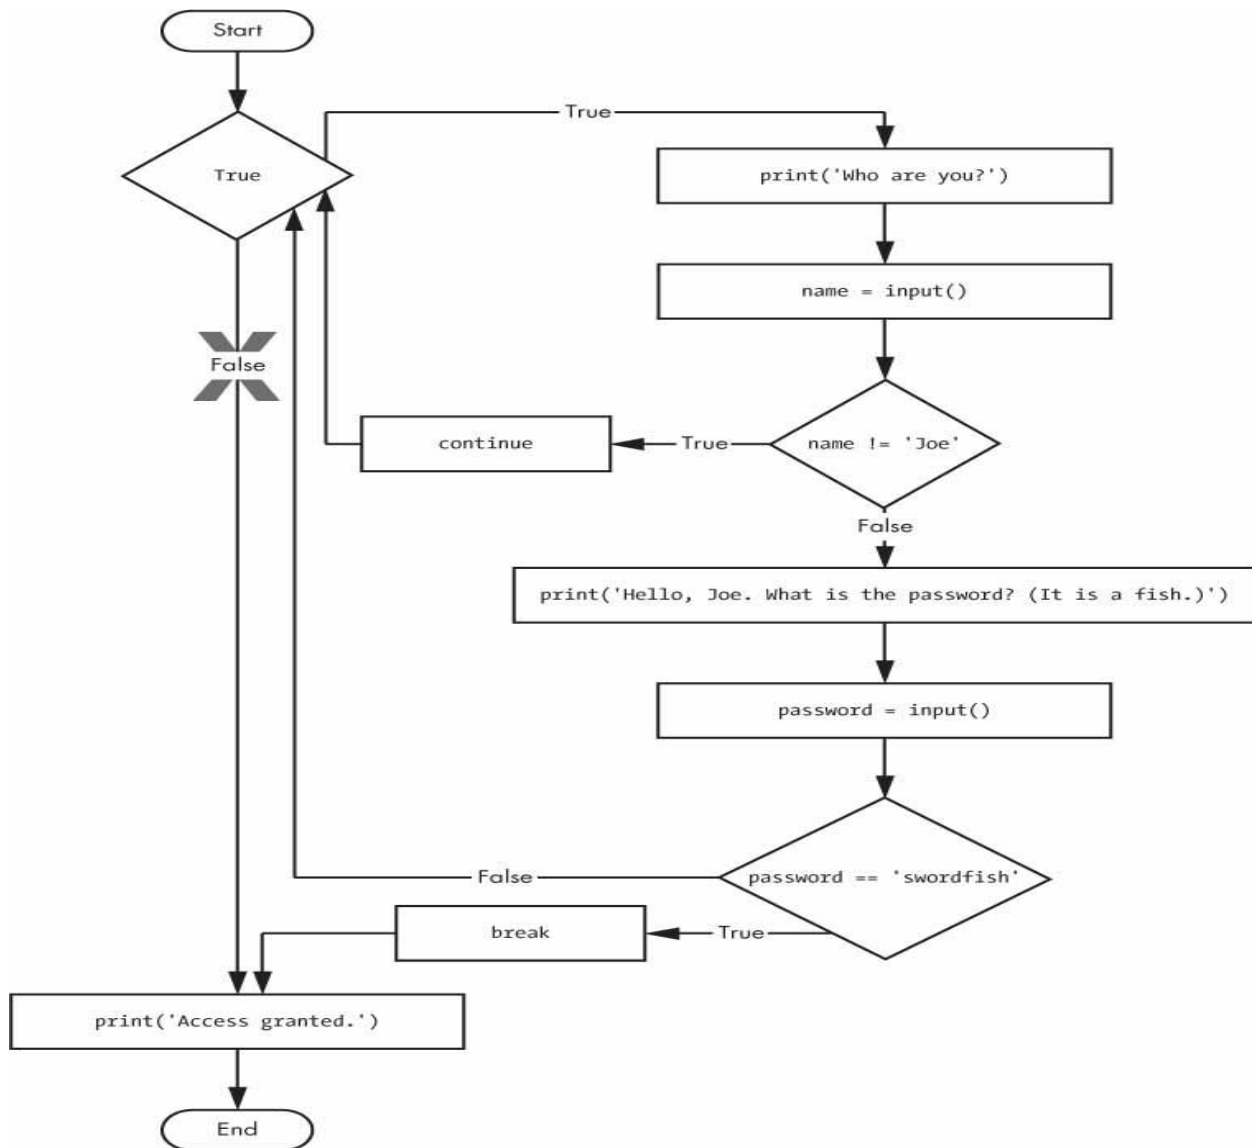 Start
True
True
print('Who are you?')
name = input()
False
continue
True
name != 'Joe'
False
print('Hello, Joe. What is the password? (It is a fish.)')
password = input()
False
password == 'swordfish'
break
True
print('Access granted.')
End